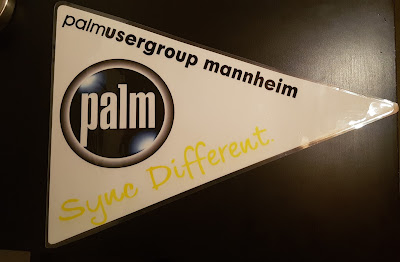 palmusergroup mannheim
palm
Sync Different.